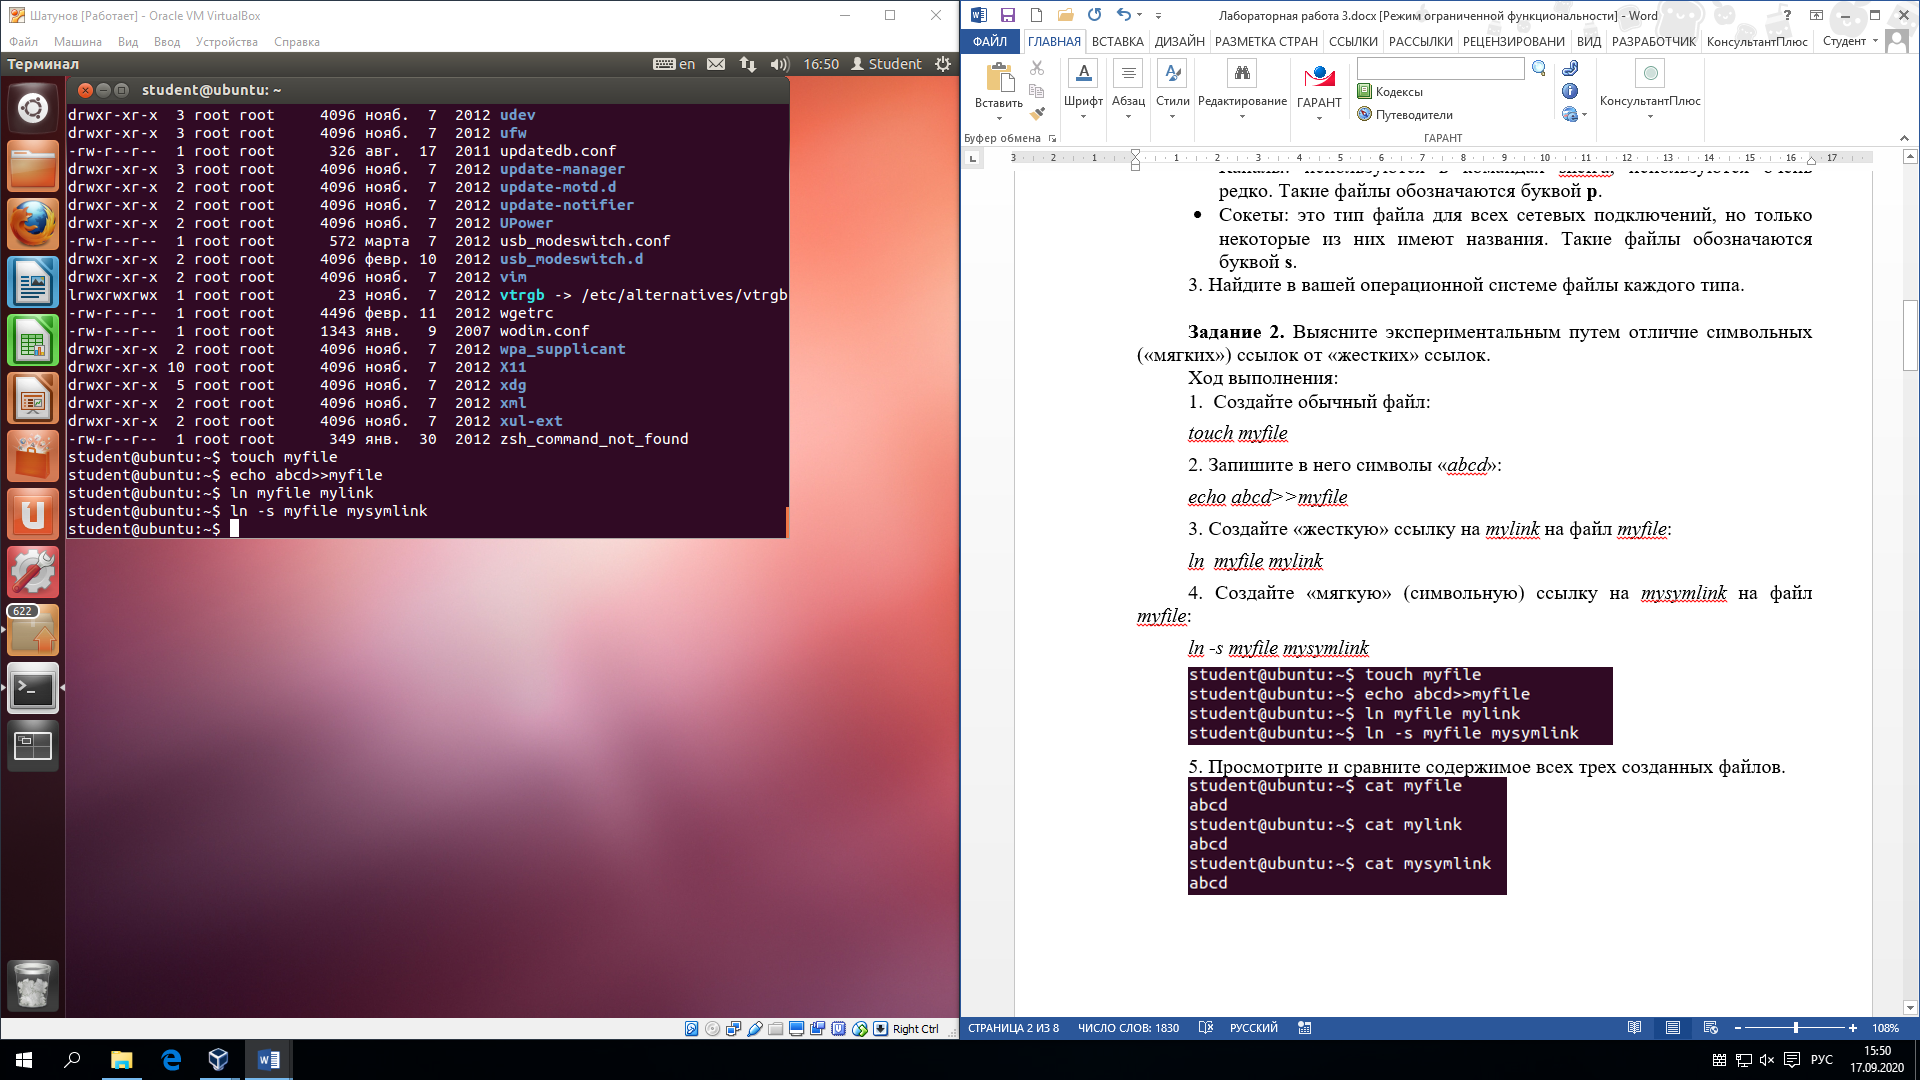 Шатунов [Работает] - Oracle VM VirtualBox
Файл Машина Вид Ввод Устройства Справка
Терминал
en 16:50 Student
student@ubuntu: ~
drwxr-xr-x 3 root root 4096 нояб. 7 2012 udev
drwxr-xr-x 3 root root 4096 нояб. 7 2012 ufw
-rw-r--r-- 1 root root 326 авг. 17 2011 updatedb.conf
drwxr-xr-x 3 root root 4096 нояб. 7 2012 update-manager
drwxr-xr-x 2 root root 4096 нояб. 7 2012 update-motd.d
drwxr-xr-x 2 root root 4096 нояб. 7 2012 update-notifier
drwxr-xr-x 2 root root 4096 нояб. 7 2012 UPower
-rw-r--r-- 1 root root 572 марта 7 2012 usb_modeswitch.conf
drwxr-xr-x 2 root root 4096 февр. 10 2012 usb_modeswitch.d
drwxr-xr-x 2 root root 4096 нояб. 7 2012 vim
lrwxrwxrwx 1 root root 23 нояб. 7 2012 vtrgb -> /etc/alternatives/vtrgb
-rw-r--r-- 1 root root 4496 февр. 11 2012 wgetrc
-rw-r--r-- 1 root root 1343 янв. 9 2007 wodim.conf
drwxr-xr-x 2 root root 4096 нояб. 7 2012 wpa_supplicant
drwxr-xr-x 10 root root 4096 нояб. 7 2012 X11
drwxr-xr-x 5 root root 4096 нояб. 7 2012 xdg
drwxr-xr-x 2 root root 4096 нояб. 7 2012 xml
drwxr-xr-x 2 root root 4096 нояб. 7 2012 xul-ext
-rw-r--r-- 1 root root 349 янв. 30 2012 zsh_command_not_found
student@ubuntu:~$ touch myfile
student@ubuntu:~$ echo abcd>>myfile
student@ubuntu:~$ ln myfile mylink
student@ubuntu:~$ ln -s myfile mysymlink
student@ubuntu:~$
622
Right Ctrl
Лабораторная работа 3.docx [Режим ограниченной функциональности] - Word
ФАЙЛ ГЛАВНАЯ ВСТАВКА ДИЗАЙН РАЗМЕТКА СТРАН ССЫЛКИ РАССЫЛКИ РЕЦЕНЗИРОВАНИ ВИД РАЗРАБОТЧИК КонсультантПлюс Студент
Вставить Шрифт Абзац Стили Редактирование ГАРАНТ Кодексы Путеводители КонсультантПлюс
Буфер обмена ГАРАНТ
3 2 1 1 2 3 4 5 6 7 8 9 10 11 12 13 14 15 16 17
редко. Такие файлы обозначаются буквой p.
• Сокеты: это тип файла для всех сетевых подключений, но только
некоторые из них имеют названия. Такие файлы обозначаются
буквой s.
3. Найдите в вашей операционной системе файлы каждого типа.
Задание 2. Выясните экспериментальным путем отличие символьных
(«мягких») ссылок от «жестких» ссылок.
Ход выполнения:
1. Создайте обычный файл:
touch myfile
2. Запишите в него символы «abcd»:
echo abcd>>myfile
3. Создайте «жесткую» ссылку на mylink на файл myfile:
ln myfile mylink
4. Создайте «мягкую» (символьную) ссылку на mysymlink на файл
myfile:
ln -s myfile mysymlink
student@ubuntu:~$ touch myfile
student@ubuntu:~$ echo abcd>>myfile
student@ubuntu:~$ ln myfile mylink
student@ubuntu:~$ ln -s myfile mysymlink
5. Просмотрите и сравните содержимое всех трех созданных файлов.
student@ubuntu:~$ cat myfile
abcd
student@ubuntu:~$ cat mylink
abcd
student@ubuntu:~$ cat mysymlink
abcd
СТРАНИЦА 2 ИЗ 8 ЧИСЛО СЛОВ: 1830 РУССКИЙ 108%
РУС
15:50
17.09.2020